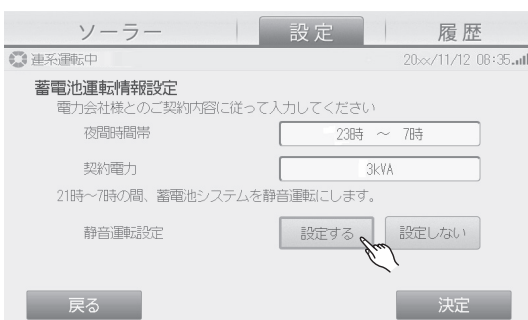 ソーラー 設定 履歴
連系運転中 20xx/11/12 08:35
蓄電池運転情報設定
電力会社様とのご契約内容に従って入力してください
夜間時間帯 23時 ～ 7時
契約電力 3kVA
21時～7時の間、蓄電池システムを静音運転にします。
静音運転設定 設定する 設定しない
戻る 決定